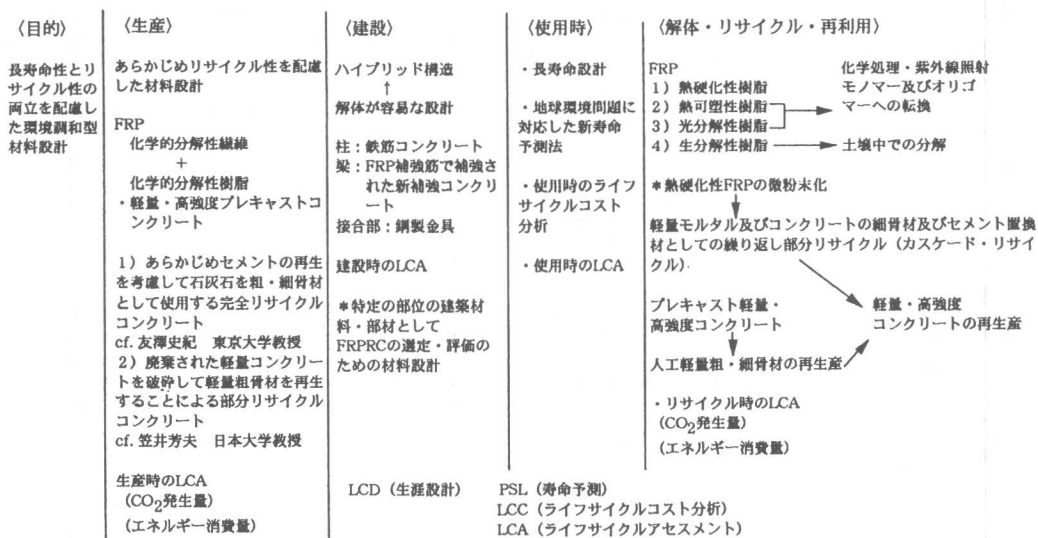 〈目的〉
長寿命性とリ
サイクル性の
両立を配慮し
た環境調和型
材料設計
〈生産〉
あらかじめリサイクル性を配慮
した材料設計
FRP
化学的分解性繊維
+
化学的分解性樹脂
・軽量・高強度プレキャストコ
ンクリート
1) あらかじめセメントの再生
を考慮して石灰石を粗・細骨材
として使用する完全リサイクル
コンクリート
cf. 友澤史紀 東京大学教授
2) 廃棄された軽量コンクリー
トを破砕して軽量粗骨材を再生
することによる部分リサイクル
コンクリート
cf. 笠井芳夫 日本大学教授
生産時のLCA
(CO2発生量)
(エネルギー消費量)
〈建設〉
ハイブリッド構造
↑
解体が容易な設計
柱:鉄筋コンクリート
梁:FRP補強筋で補強さ
れた新補強コンクリ
ート
接合部:鋼製金具
建設時のLCA
*特定の部位の建築材
料・部材として
FRPRCの選定・評価の
ための材料設計
〈使用時〉
・長寿命設計
・地球環境問題に
対応した新寿命
予測法
・使用時のライフ
サイクルコスト
分析
・使用時のLCA
〈解体・リサイクル・再利用〉
FRP
1) 熱硬化性樹脂
2) 熱可塑性樹脂
3) 光分解性樹脂
4) 生分解性樹脂
化学処理・紫外線照射
モノマー及びオリゴ
マーへの転換
土壌中での分解
*熱硬化性FRPの微粉末化
軽量モルタル及びコンクリートの細骨材及びセメント置換
材としての繰り返し部分リサイクル(カスケード・リサイ
クル).
プレキャスト軽量・
高強度コンクリート
軽量・高強度
コンクリートの再生産
人工軽量粗・細骨材の再生産
・リサイクル時のLCA
(CO2発生量)
(エネルギー消費量)
LCD (生涯設計)
PSL (寿命予測)
LCC (ライフサイクルコスト分析)
LCA (ライフサイクルアセスメント)